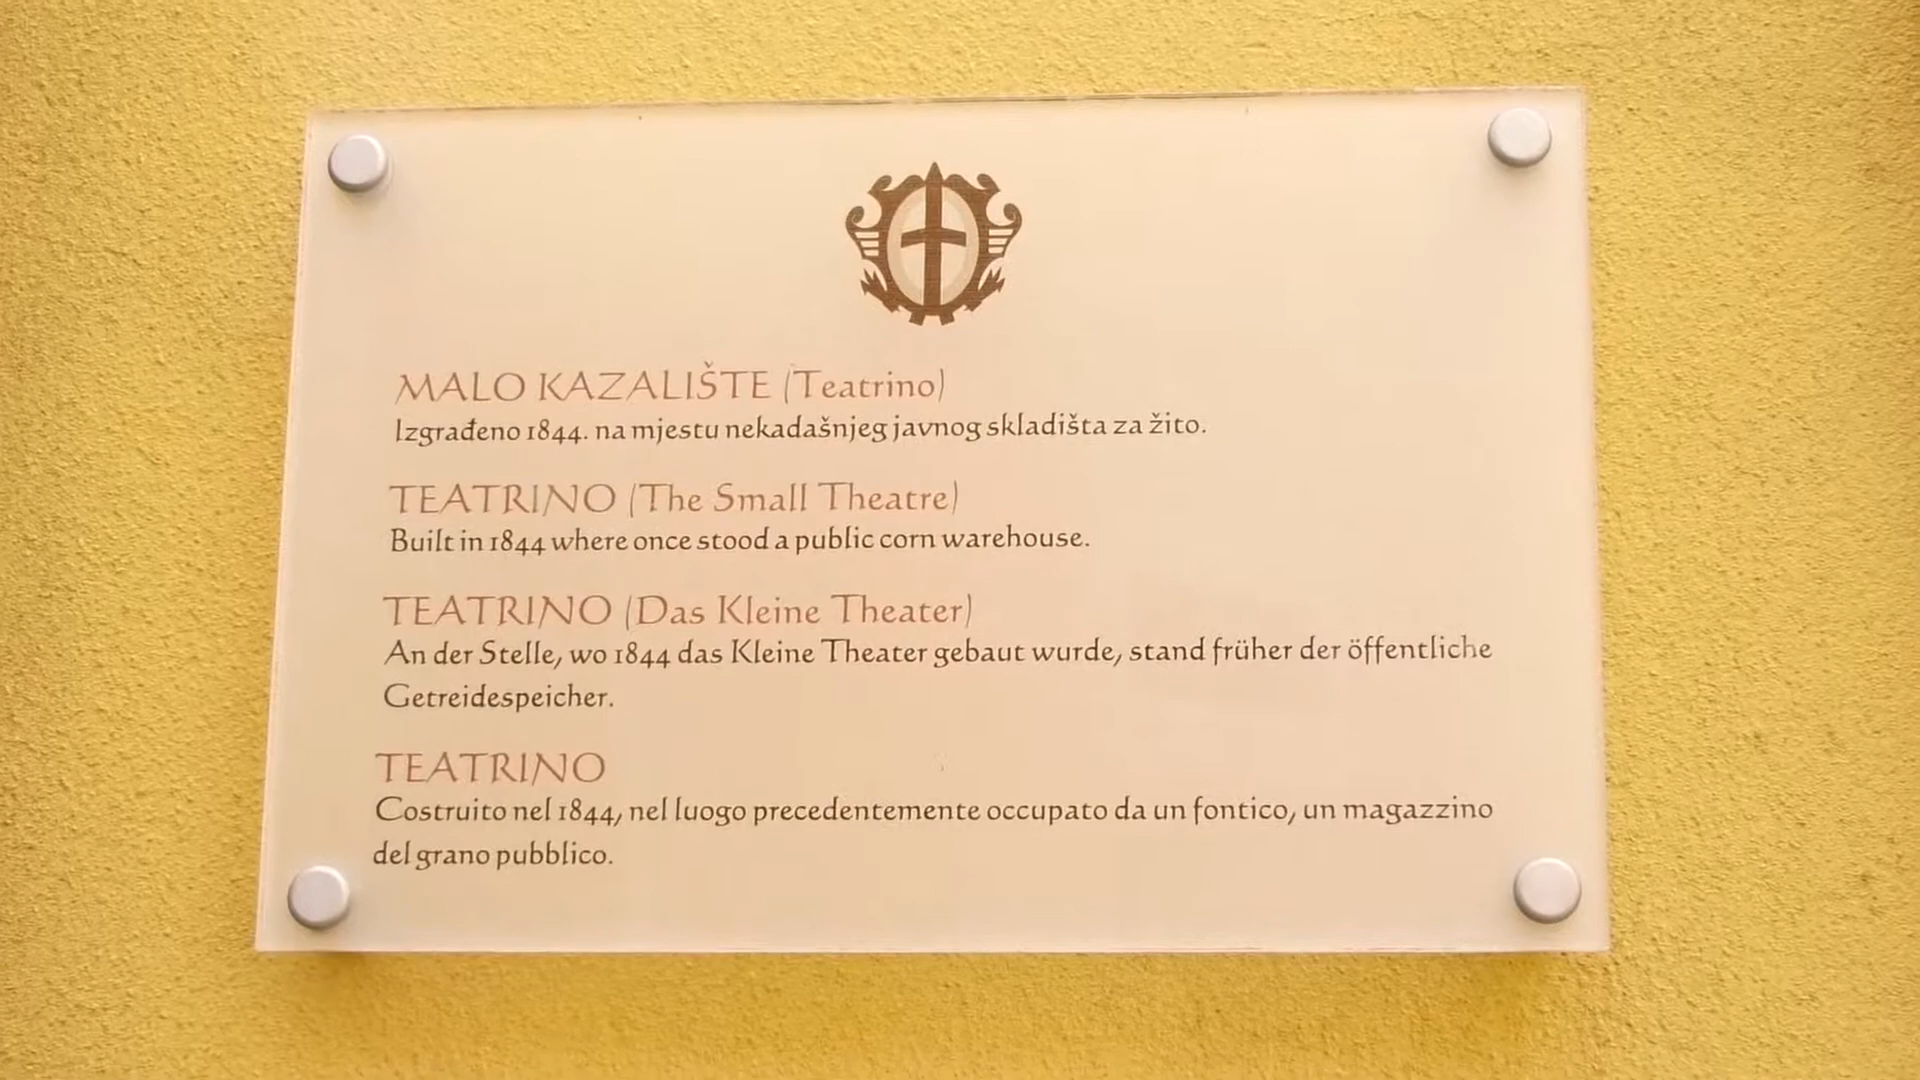 MALO KAZALIŠTE (Teatrino)
Izgrađeno 1844. na mjestu nekadašnjeg javnog skladišta za žito.
TEATRINO (The Small Theatre)
Built in 1844 where once stood a public corn warehouse.
TEATRINO (Das Kleine Theater)
An der Stelle, wo 1844 das Kleine Theater gebaut wurde, stand früher der öffentliche
Getreidespeicher.
TEATRINO
Costruito nel 1844, nel luogo precedentemente occupato da un fontico, un magazzino
del grano pubblico.